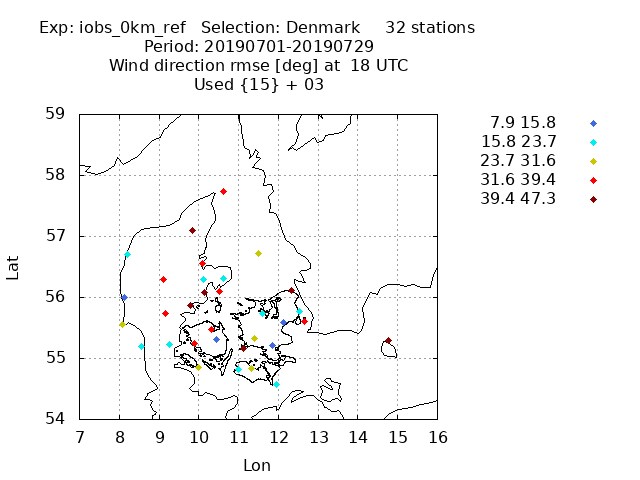 Exp: iobs_0km_ref   Selection: Denmark     32 stations
Period: 20190701-20190729
Wind direction rmse [deg] at  18 UTC
Used {15} + 03
7.9 15.8
15.8 23.7
23.7 31.6
31.6 39.4
39.4 47.3
59
58
57
56
55
54
Lat
7 8 9 10 11 12 13 14 15 16
Lon